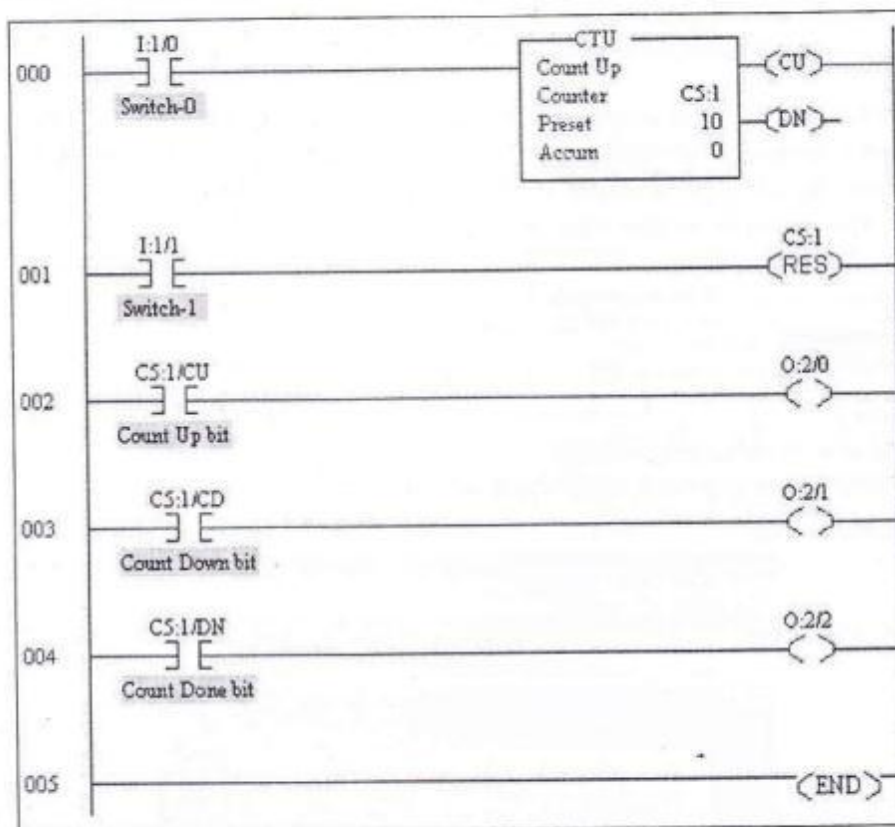 I:1/0
CTU
000
Count Up
CU
Switch-0
Counter C5:1
Preset 10
DN
Accum 0
I:1/1
C5:1
001
RES
Switch-1
C5:1/CU
O:2/0
002
Count Up bit
C5:1/CD
O:2/1
003
Count Down bit
C5:1/DN
O:2/2
004
Count Done bit
005
END